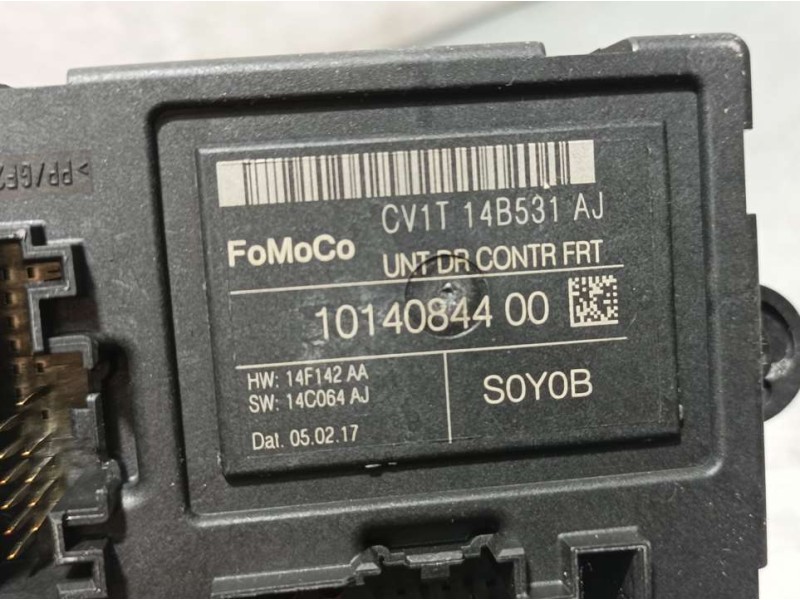 CV1T 14B531 AJ
FoMoCo
UNT DR CONTR FRT
10140844 00
HW: 14F142 AA
SW: 14C064 AJ
S0Y0B
Dat. 05.02.17